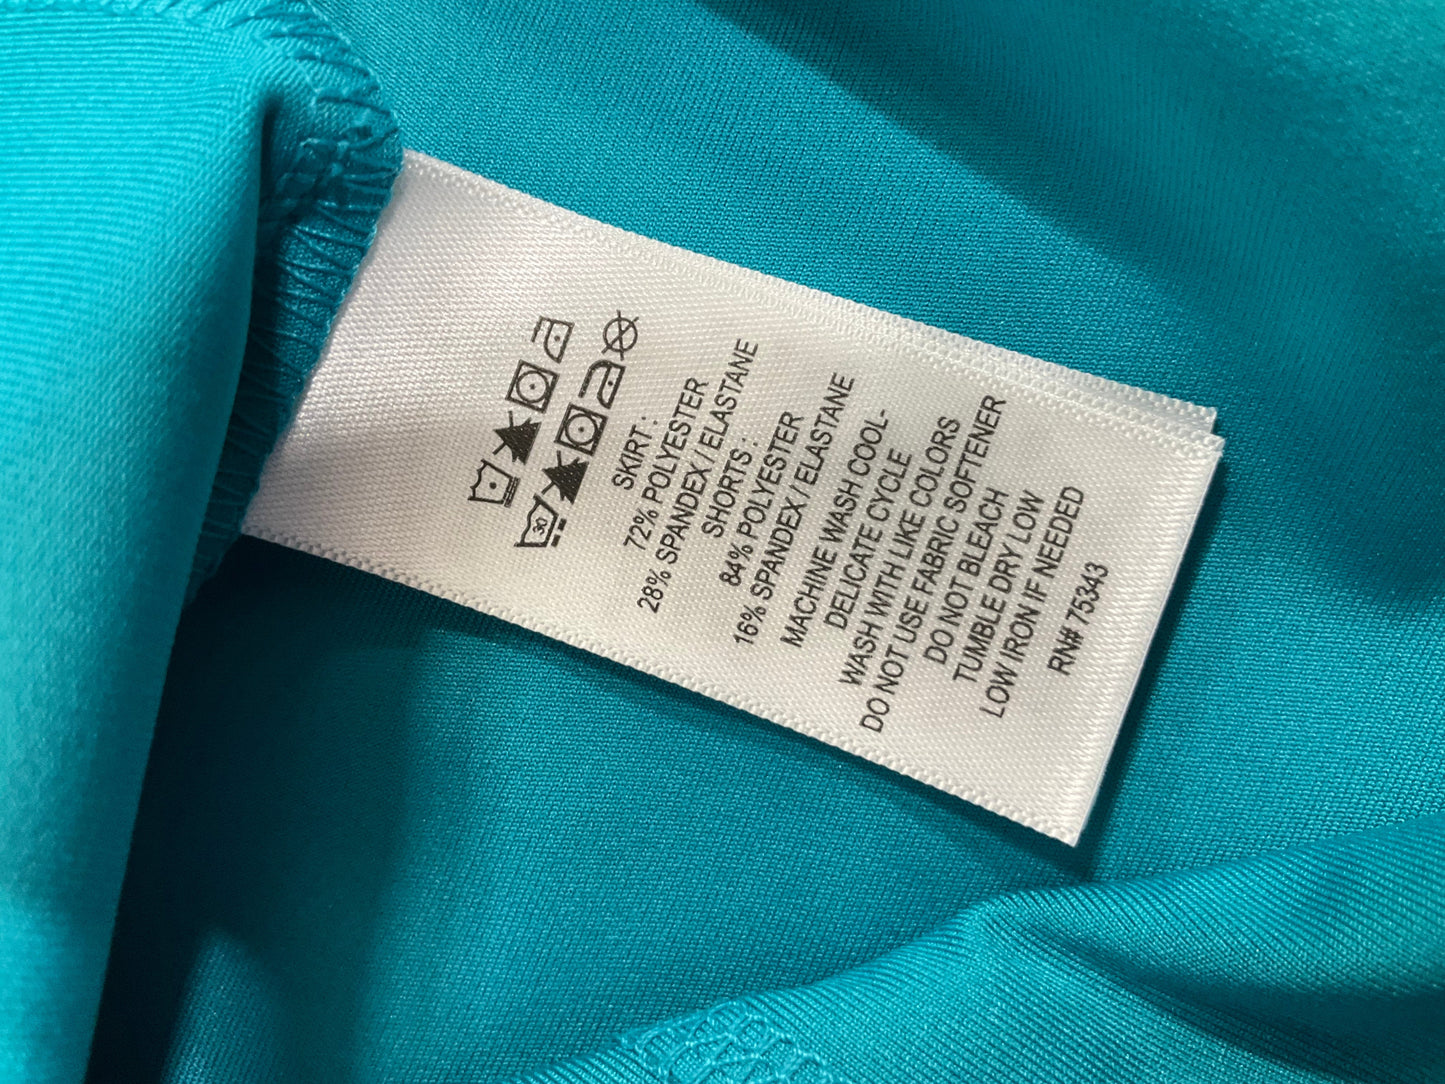 30
SKIRT :
72% POLYESTER
28% SPANDEX / ELASTANE
SHORTS :
84% POLYESTER
16% SPANDEX / ELASTANE
MACHINE WASH COOL-
DELICATE CYCLE
WASH WITH LIKE COLORS
DO NOT USE FABRIC SOFTENER
DO NOT BLEACH
TUMBLE DRY LOW
LOW IRON IF NEEDED
RN# 75343